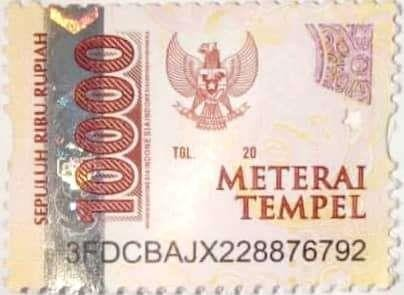 SEPULUH RIBU RUPIAH
10000
TGL. 20
METERAI
TEMPEL
3FDCBAJX228876792